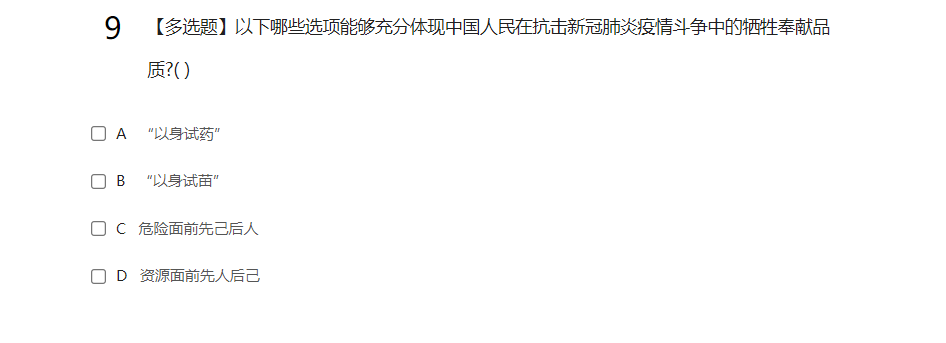 9 【多选题】以下哪些选项能够充分体现中国人民在抗击新冠肺炎疫情斗争中的牺牲奉献品
质?( )
A “以身试药”
B “以身试苗”
C 危险面前先己后人
D 资源面前先人后己